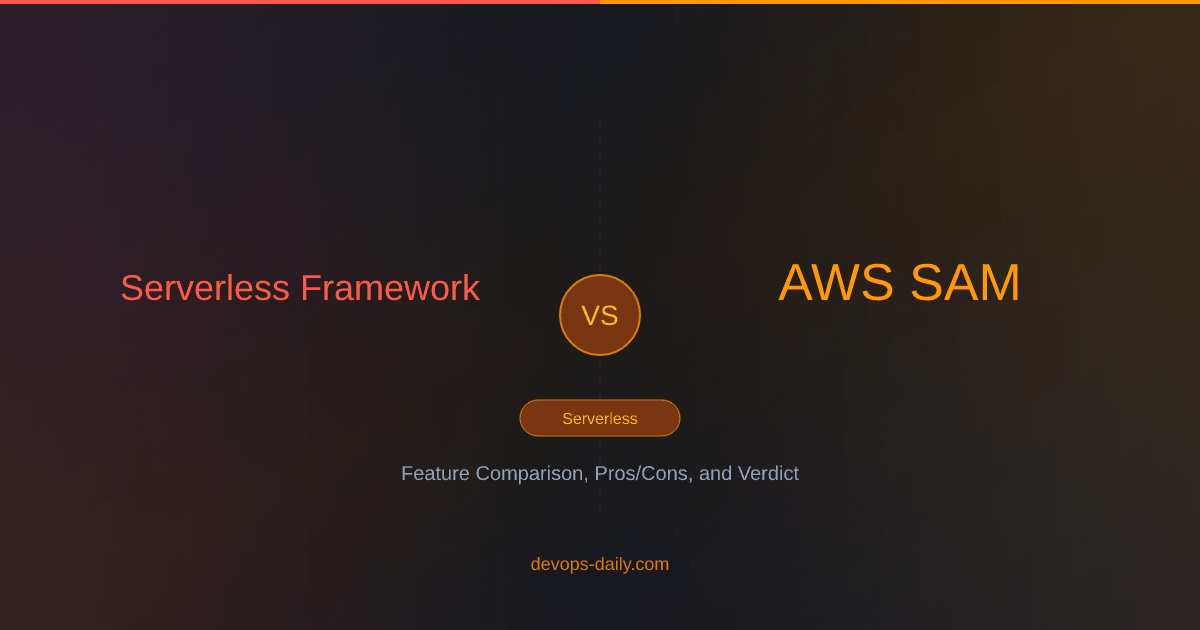 Serverless Framework
VS
AWS SAM
Serverless
Feature Comparison, Pros/Cons, and Verdict
devops-daily.com